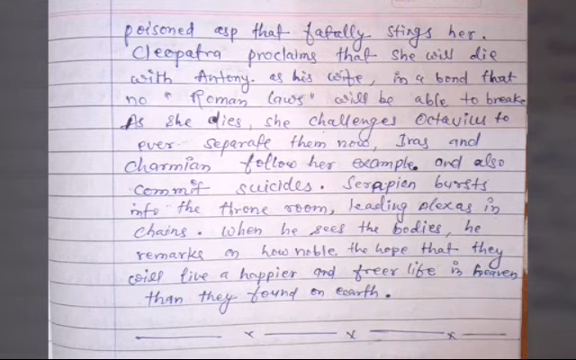 poisoned asp that fatally stings her.
Cleopatra proclaims that she will die
with Antony. as his wife, in a bond that
no "Roman laws" will be able to breake
As she dies, she challenges Octavius to
ever separate them now, Iras and
Charmian follow her example. and also
commit suicides. Serapion bursts
info the throne room, leading Alexas in
chains. When he sees the bodies, he
remarks on how noble the hope that they
will live a happier and freer life in heaven
than they found on earth.